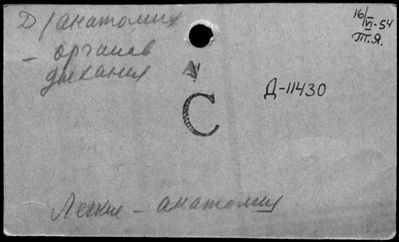 Д/анатомия
- органов
дыхания
16/VI-54
Т.Я.
Д-11430
С
Легкие - анатомия